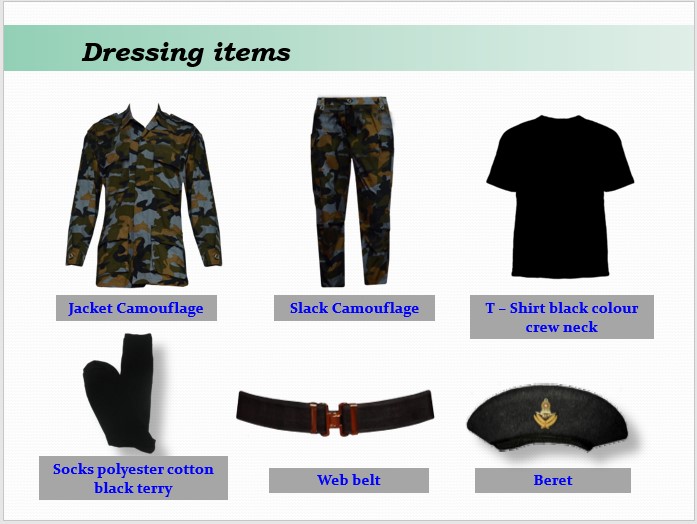 Dressing items
Jacket Camouflage
Slack Camouflage
T – Shirt black colour
crew neck
Socks polyester cotton
black terry
Web belt
Beret